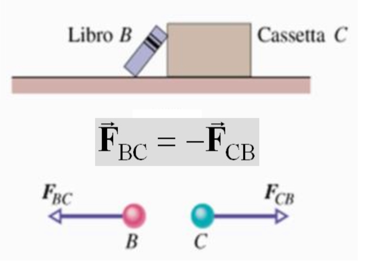 Libro B Cassetta C
F⃗BC = −F⃗CB
FBC FCB
B C